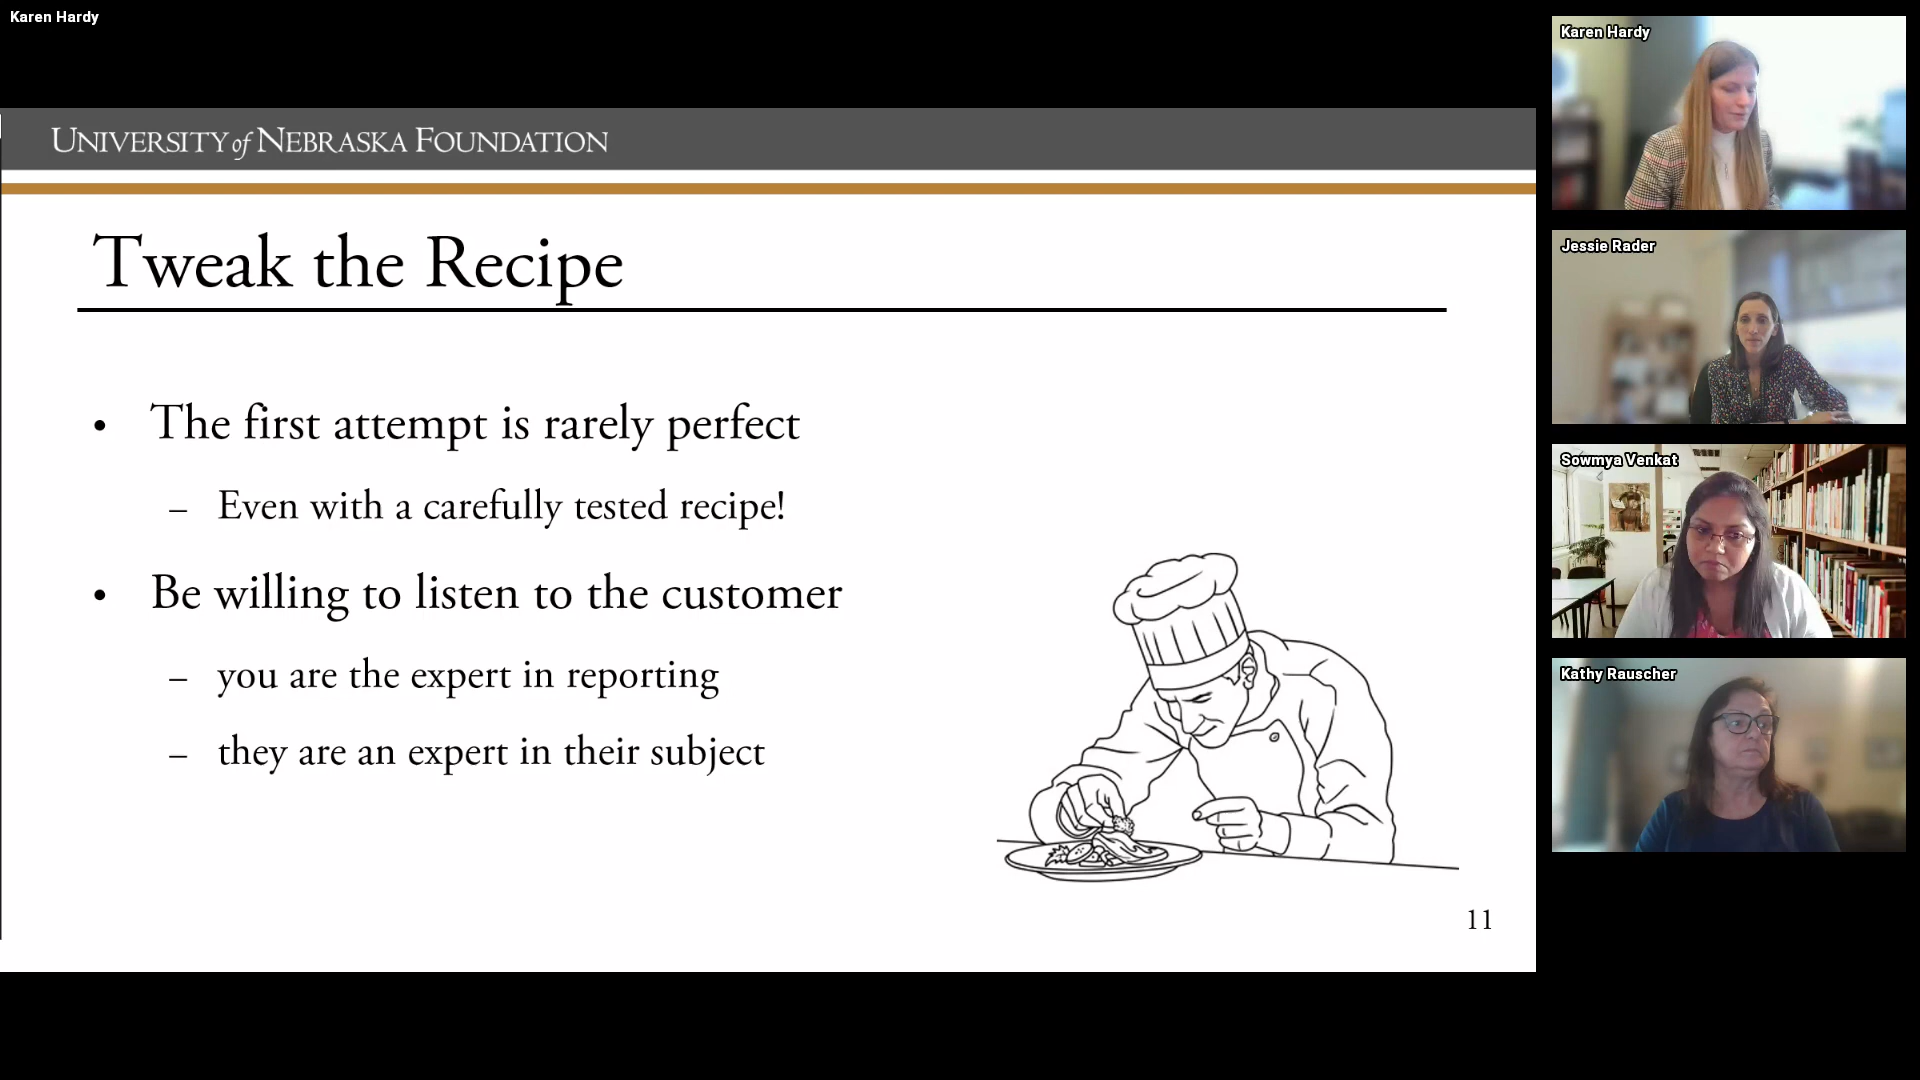 Karen Hardy
UNIVERSITY of NEBRASKA FOUNDATION
Tweak the Recipe
• The first attempt is rarely perfect
– Even with a carefully tested recipe!
• Be willing to listen to the customer
– you are the expert in reporting
– they are an expert in their subject
11
Karen Hardy
Jessie Rader
Sowmya Venkat
Kathy Rauscher